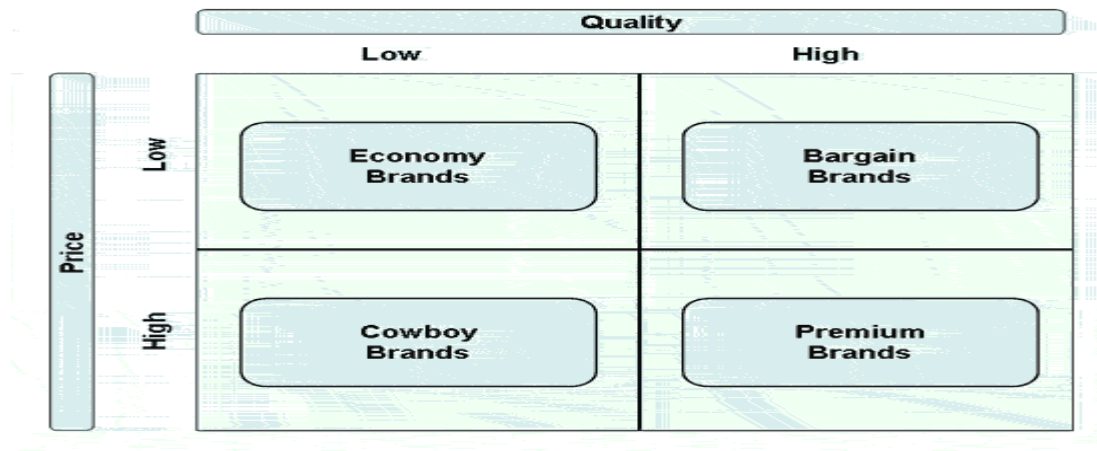 Quality
Low High
Price
Low
Economy
Brands
Bargain
Brands
High
Cowboy
Brands
Premium
Brands